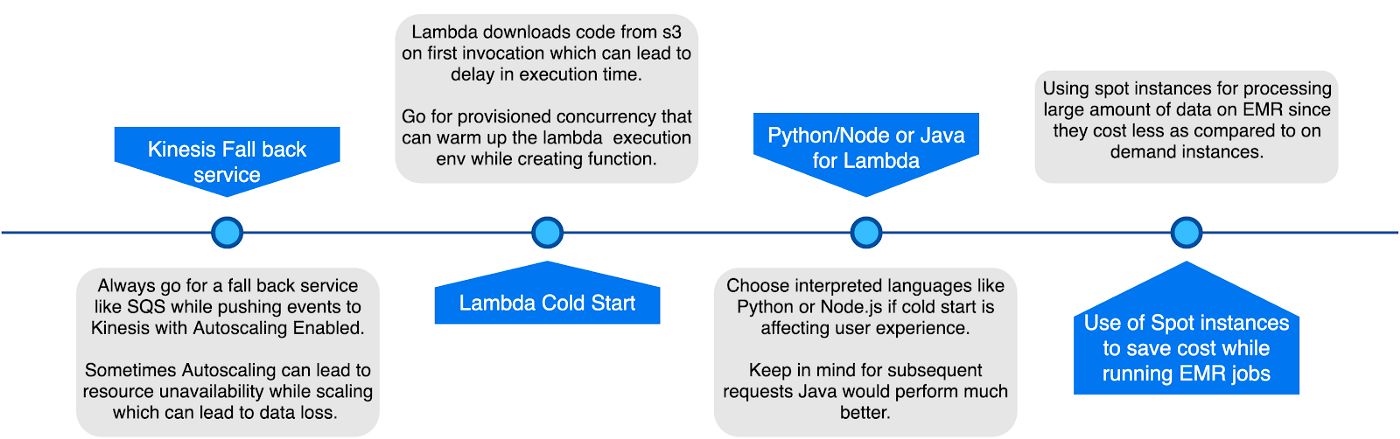 Kinesis Fall back
service
Always go for a fall back service
like SQS while pushing events to
Kinesis with Autoscaling Enabled.
Sometimes Autoscaling can lead to
resource unavailability while scaling
which can lead to data loss.
Lambda downloads code from s3
on first invocation which can lead to
delay in execution time.
Go for provisioned concurrency that
can warm up the lambda execution
env while creating function.
Lambda Cold Start
Python/Node or Java
for Lambda
Choose interpreted languages like
Python or Node.js if cold start is
affecting user experience.
Keep in mind for subsequent
requests Java would perform much
better.
Using spot instances for processing
large amount of data on EMR since
they cost less as compared to on
demand instances.
Use of Spot instances
to save cost while
running EMR jobs